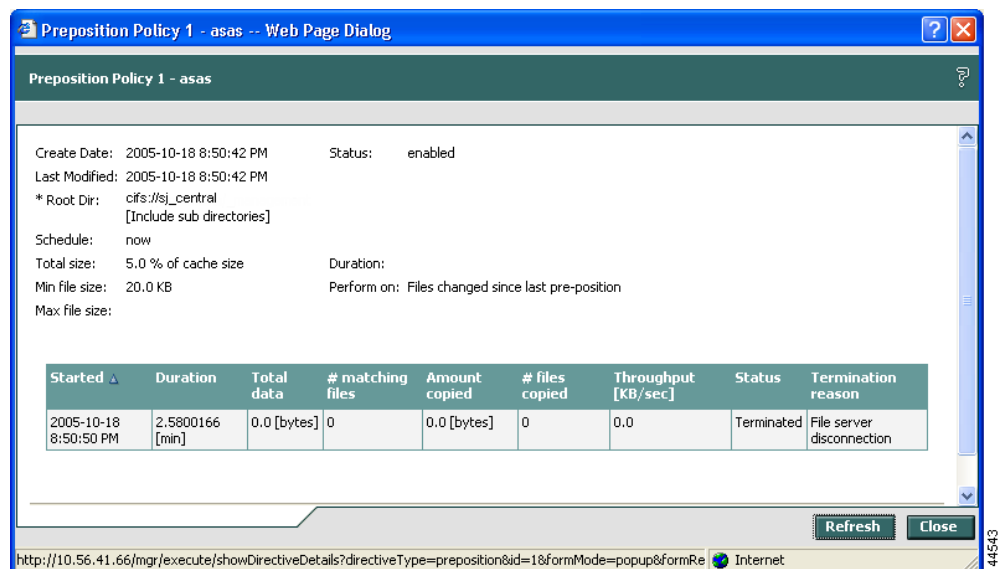 Preposition Policy 1 - asas -- Web Page Dialog
Preposition Policy 1 - asas
Create Date: 2005-10-18 8:50:42 PM Status: enabled
Last Modified: 2005-10-18 8:50:42 PM
* Root Dir: cifs://sj_central
[Include sub directories]
Schedule: now
Total size: 5.0 % of cache size Duration:
Min file size: 20.0 KB Perform on: Files changed since last pre-position
Max file size:
Started Duration Total data # matching files Amount copied # files copied Throughput [KB/sec] Status Termination reason
2005-10-18 8:50:50 PM 2.5800166 [min] 0.0 [bytes] 0 0.0 [bytes] 0 0.0 Terminated File server disconnection
Refresh Close
http://10.56.41.66/mgr/execute/showDirectiveDetails?directiveType=preposition&id=1&formMode=popup&formRe Internet
44543